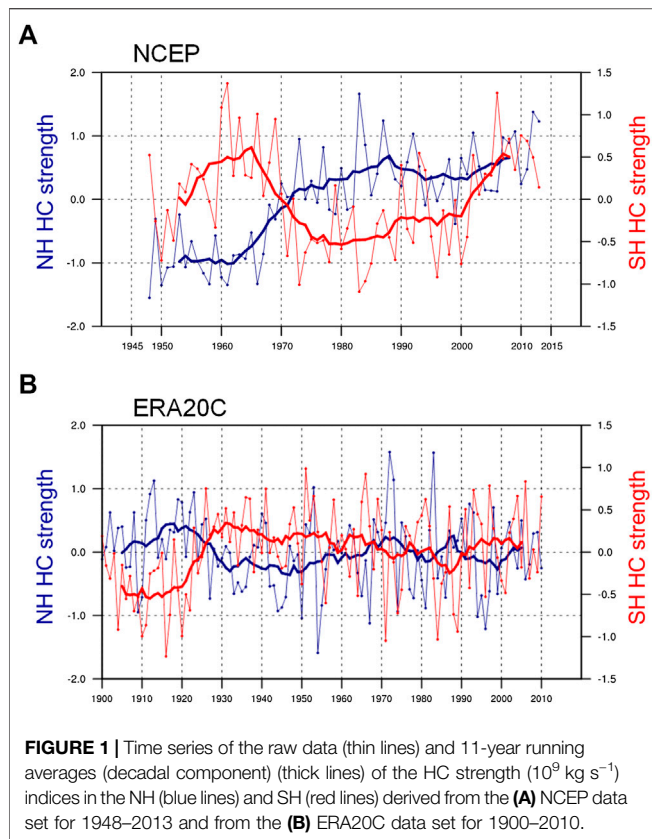 A
NCEP
2.0
1.0
0.0
-1.0
-2.0
NH HC strength
1.5
1.0
0.5
0.0
-0.5
-1.0
-1.5
SH HC strength
1945 1950 1960 1970 1980 1990 2000 2010 2015
B
ERA20C
2.0
1.0
0.0
-1.0
-2.0
NH HC strength
1.5
1.0
0.5
0.0
-0.5
-1.0
-1.5
SH HC strength
1900 1910 1920 1930 1940 1950 1960 1970 1980 1990 2000 2010
FIGURE 1 | Time series of the raw data (thin lines) and 11-year running
averages (decadal component) (thick lines) of the HC strength (10⁹ kg s⁻¹)
indices in the NH (blue lines) and SH (red lines) derived from the (A) NCEP data
set for 1948–2013 and from the (B) ERA20C data set for 1900–2010.